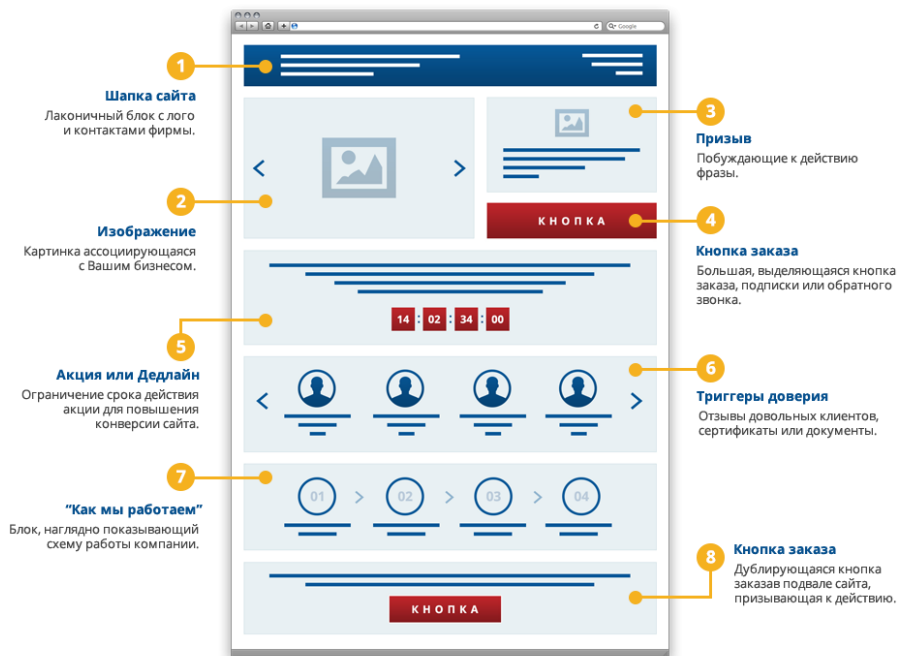 Google
1
Шапка сайта
Лаконичный блок с лого
и контактами фирмы.
2
Изображение
Картинка ассоциирующаяся
с Вашим бизнесом.
3
Призыв
Побуждающие к действию
фразы.
КНОПКА
4
Кнопка заказа
Большая, выделяющаяся кнопка
заказа, подписки или обратного
звонка.
14 : 02 : 34 : 00
5
Акция или Дедлайн
Ограничение срока действия
акции для повышения
конверсии сайта.
6
Триггеры доверия
Отзывы довольных клиентов,
сертификаты или документы.
7
"Как мы работаем"
Блок, наглядно показывающий
схему работы компании.
01 > 02 > 03 > 04
8
Кнопка заказа
Дублирующаяся кнопка
заказав подвале сайта,
призывающая к действию.
КНОПКА